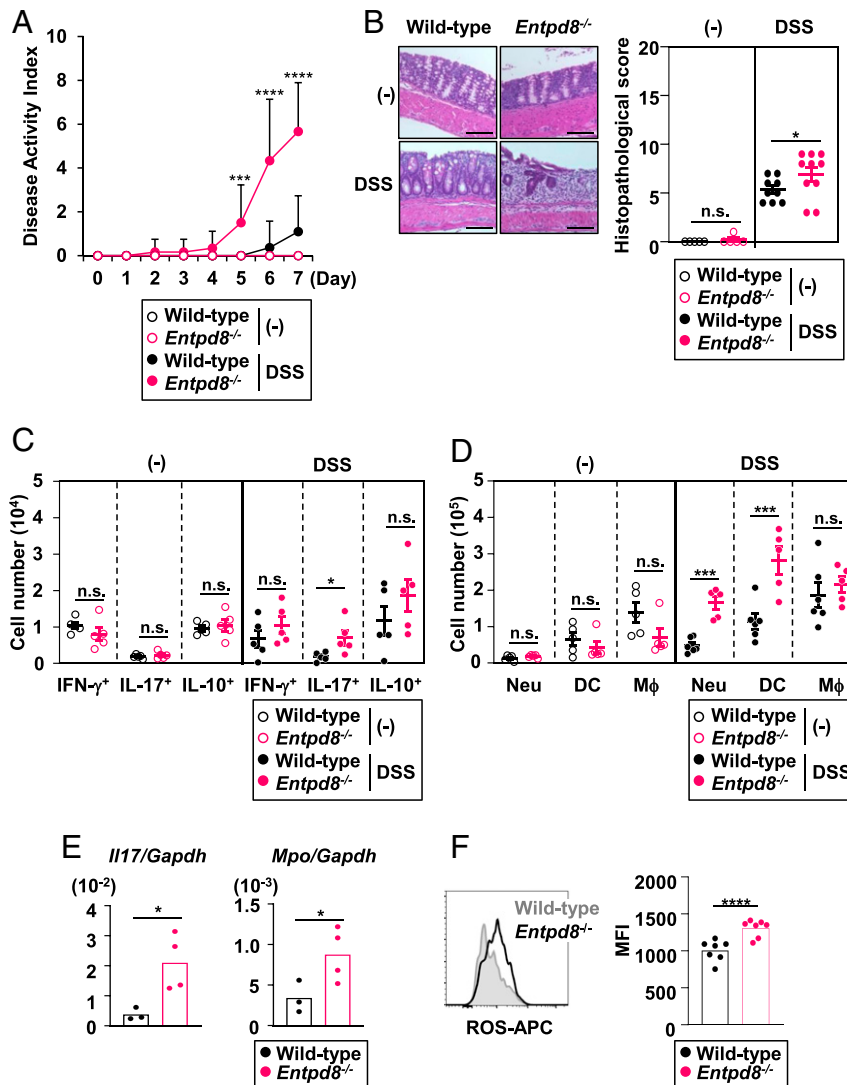 A
Disease Activity Index
10
8
6
4
2
0
***
****
****
0 1 2 3 4 5 6 7 (Day)
Wild-type
Entpd8-/-
(-)
Wild-type
Entpd8-/-
DSS
B
Wild-type Entpd8-/-
(-)
DSS
Histopathological score
20
15
10
5
0
(-) DSS
n.s.
*
Wild-type
Entpd8-/-
(-)
Wild-type
Entpd8-/-
DSS
C
(-) DSS
Cell number (10⁴)
5
4
3
2
1
0
n.s. n.s. n.s. n.s. * n.s.
IFN-γ⁺ IL-17⁺ IL-10⁺ IFN-γ⁺ IL-17⁺ IL-10⁺
Wild-type
Entpd8-/-
(-)
Wild-type
Entpd8-/-
DSS
D
(-) DSS
Cell number (10⁵)
5
4
3
2
1
0
n.s. n.s. n.s. *** *** n.s.
Neu DC Mϕ Neu DC Mϕ
Wild-type
Entpd8-/-
(-)
Wild-type
Entpd8-/-
DSS
E
Il17/Gapdh
(10-2)
4
3
2
1
0
*
Mpo/Gapdh
(10-3)
1.5
1.0
0.5
0
*
Wild-type
Entpd8-/-
F
Wild-type
Entpd8-/-
ROS-APC
MFI
2000
1500
1000
500
0
****
Wild-type
Entpd8-/-